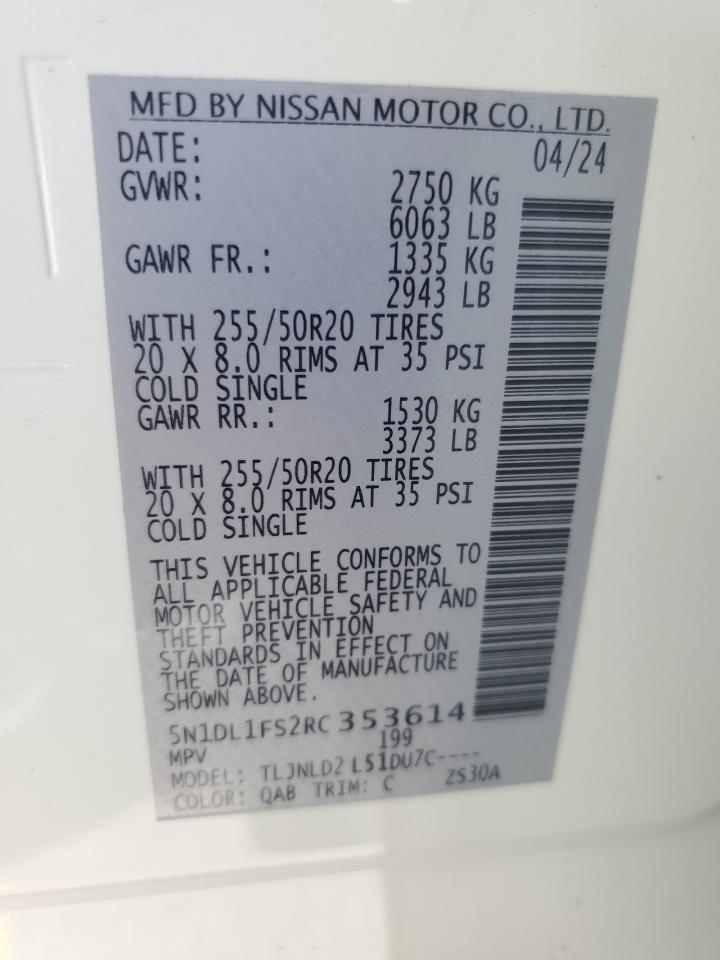 MFD BY NISSAN MOTOR CO., LTD.
DATE: 04/24
GVWR: 2750 KG
6063 LB
GAWR FR.: 1335 KG
2943 LB
WITH 255/50R20 TIRES
20 X 8.0 RIMS AT 35 PSI
COLD SINGLE
GAWR RR.: 1530 KG
3373 LB
WITH 255/50R20 TIRES
20 X 8.0 RIMS AT 35 PSI
COLD SINGLE
THIS VEHICLE CONFORMS TO
ALL APPLICABLE FEDERAL
MOTOR VEHICLE SAFETY AND
THEFT PREVENTION
STANDARDS IN EFFECT ON
THE DATE OF MANUFACTURE
SHOWN ABOVE.
5N1DL1FS2RC 353614
MPV 199
MODEL: TLJNLD2 L51DU7C----
COLOR: QAB TRIM: C ZS30A